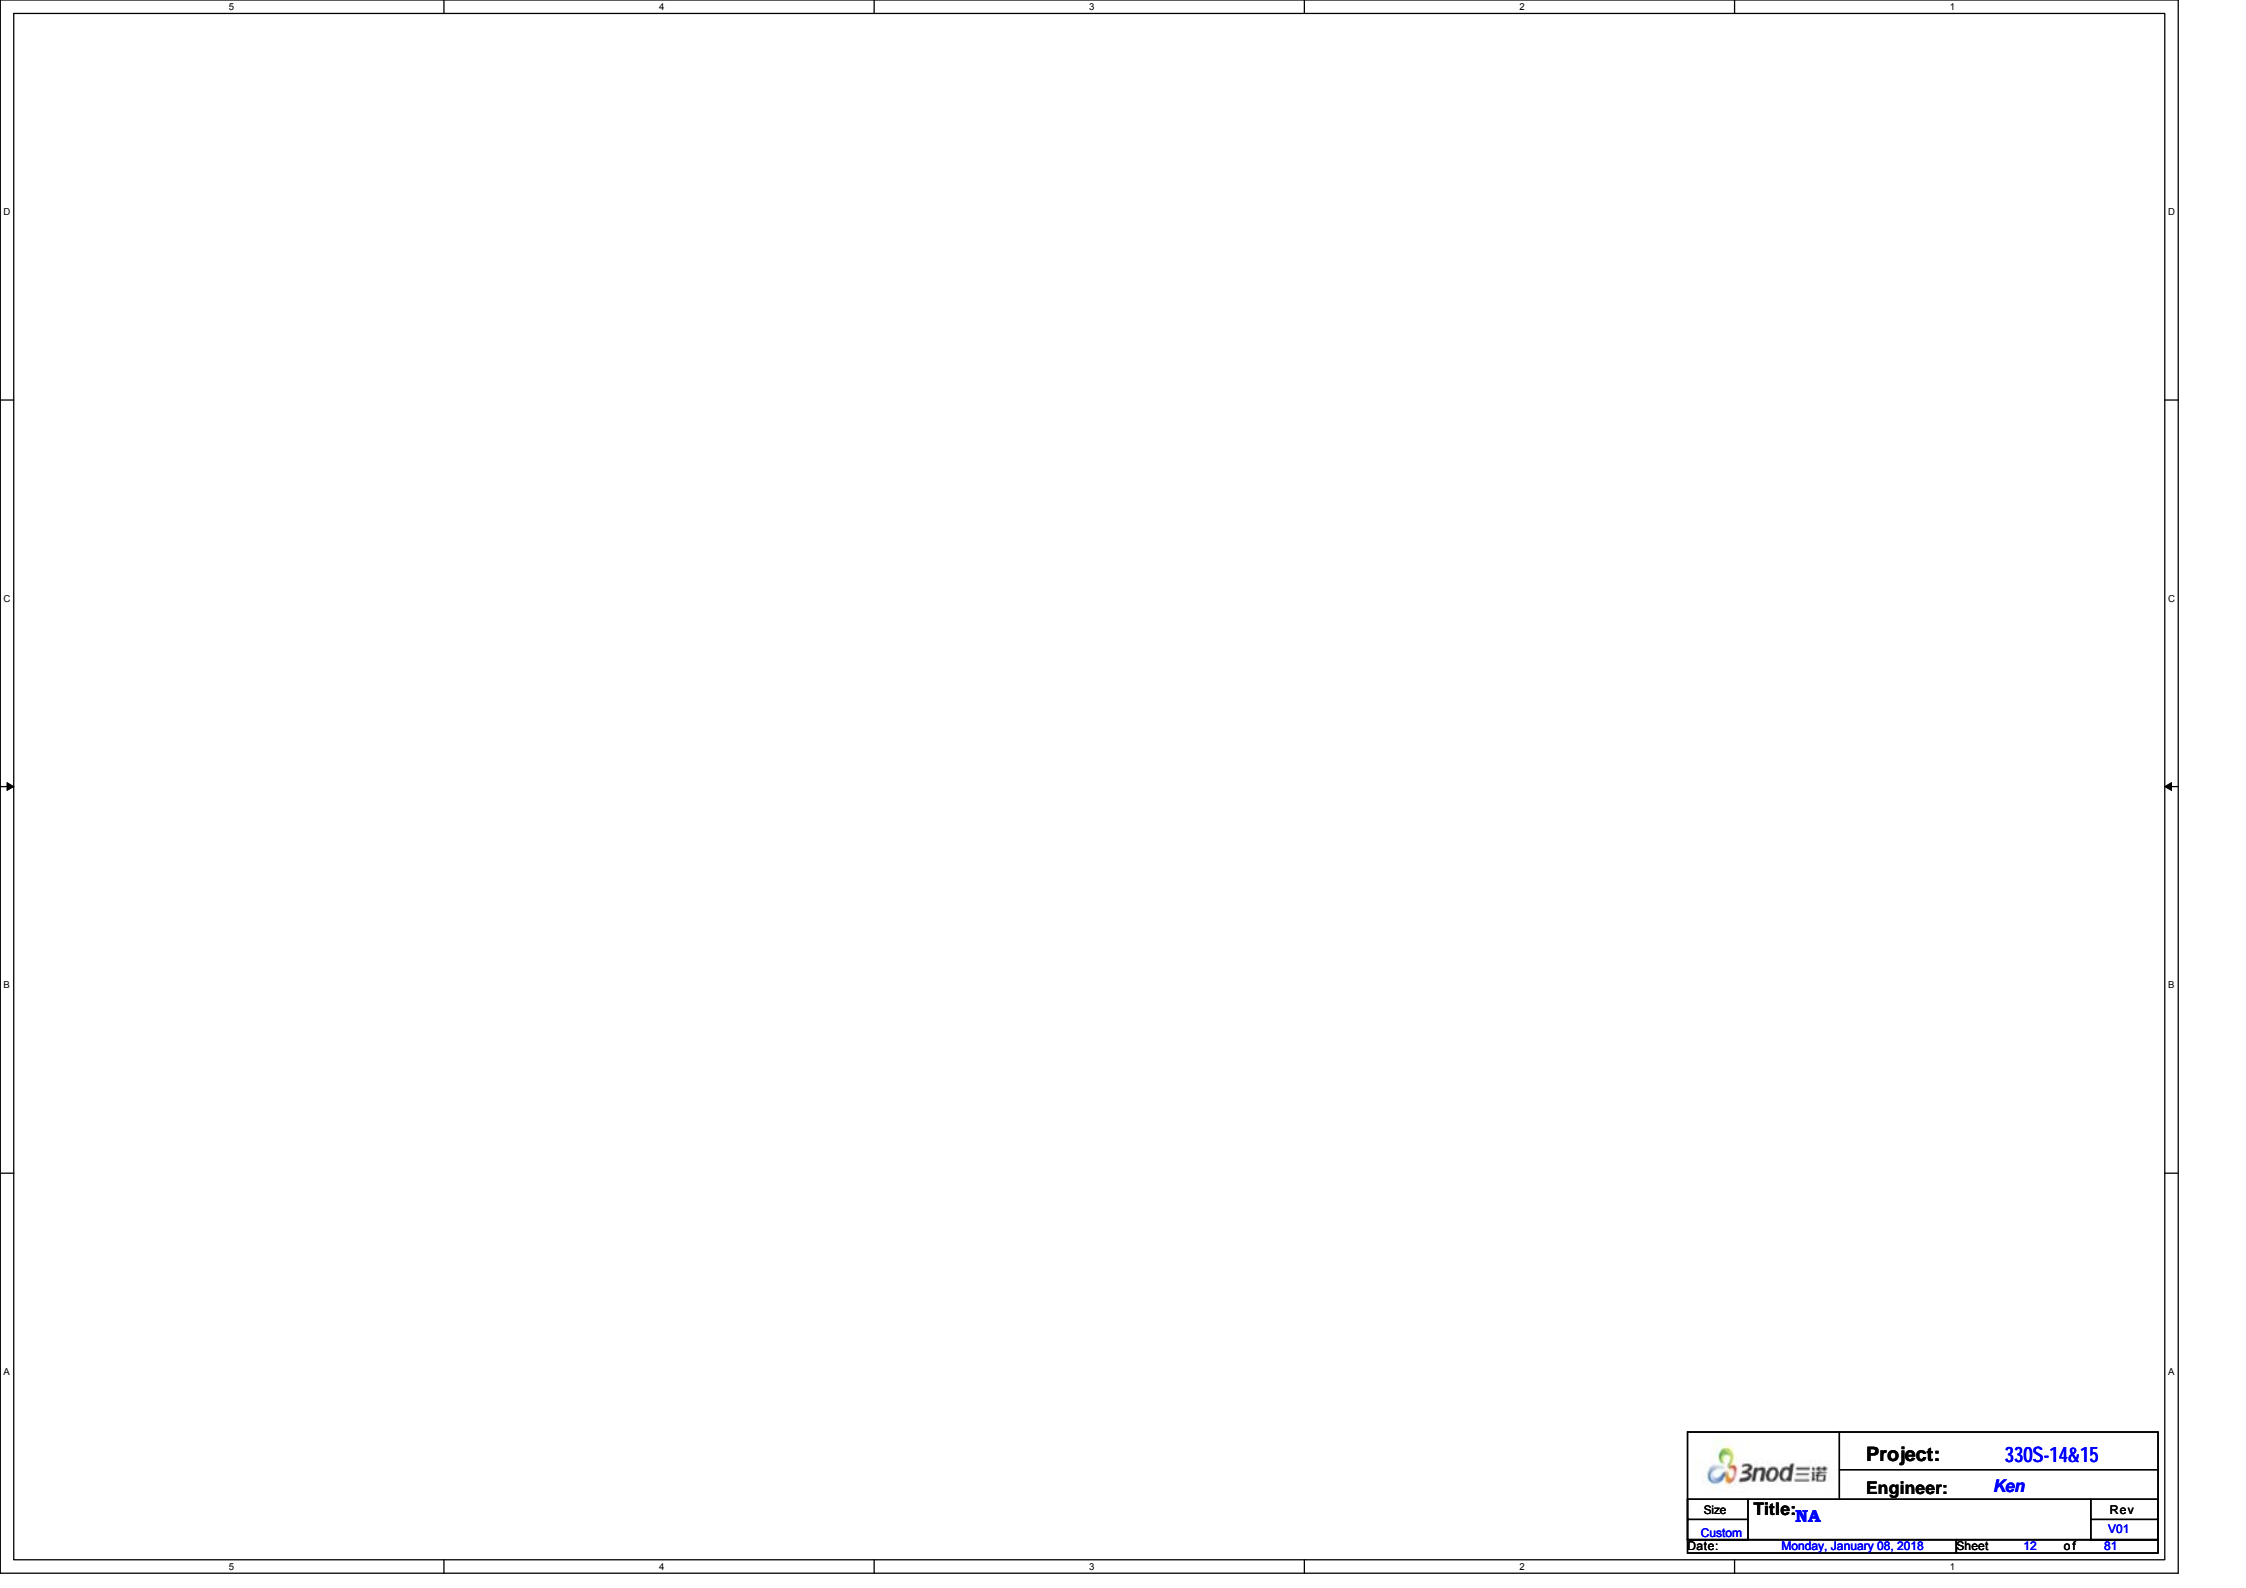 5 4 3 2 1
D D
C C
B B
A A
3nod三诺
Project: 330S-14&15
Engineer: Ken
Size Title: NA Rev
Custom V01
Date: Monday, January 08, 2018 Sheet 12 of 81
5 4 3 2 1